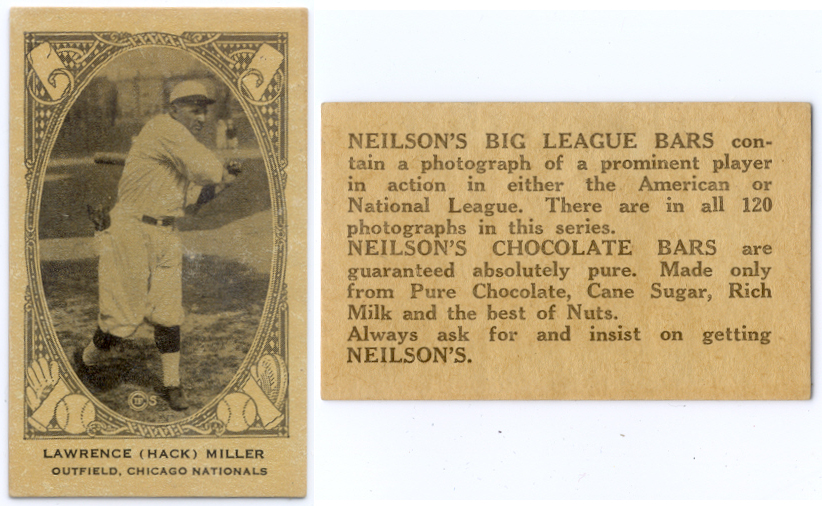 LAWRENCE (HACK) MILLER
OUTFIELD, CHICAGO NATIONALS
NEILSON'S BIG LEAGUE BARS con-
tain a photograph of a prominent player
in action in either the American or
National League. There are in all 120
photographs in this series.
NEILSON'S CHOCOLATE BARS are
guaranteed absolutely pure. Made only
from Pure Chocolate, Cane Sugar, Rich
Milk and the best of Nuts.
Always ask for and insist on getting
NEILSON'S.